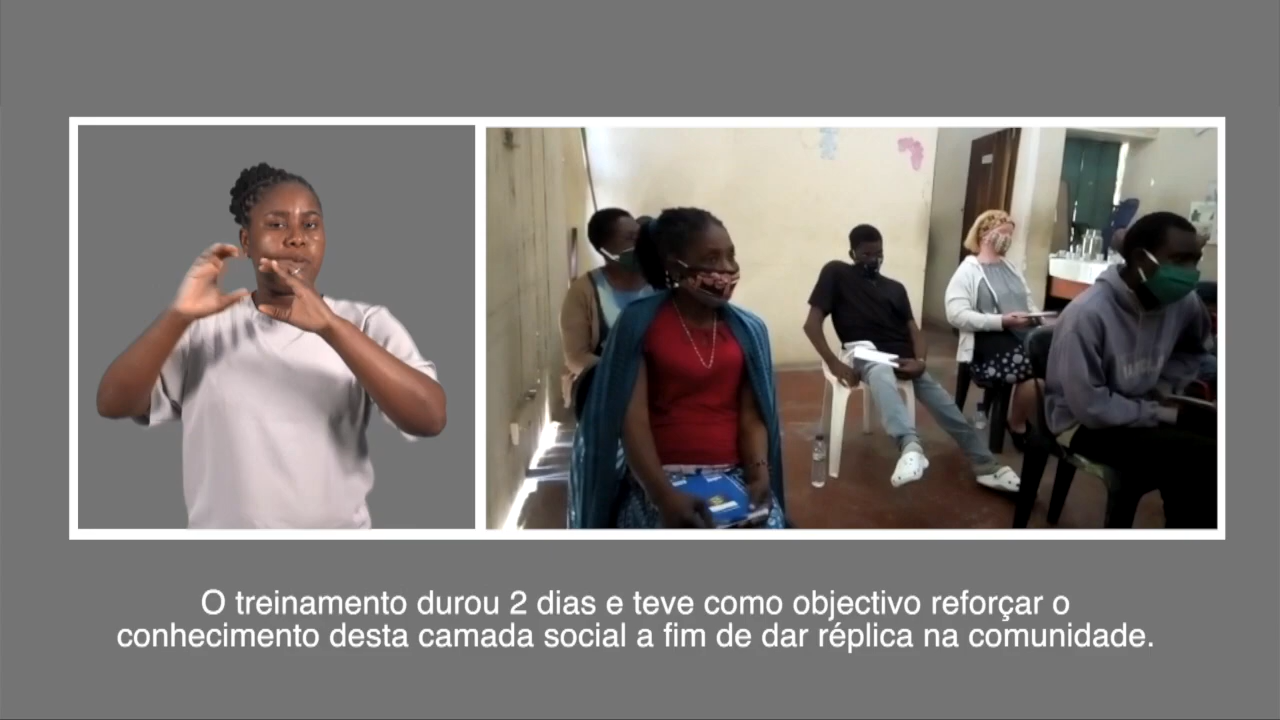 O treinamento durou 2 dias e teve como objectivo reforçar o
conhecimento desta camada social a fim de dar réplica na comunidade.